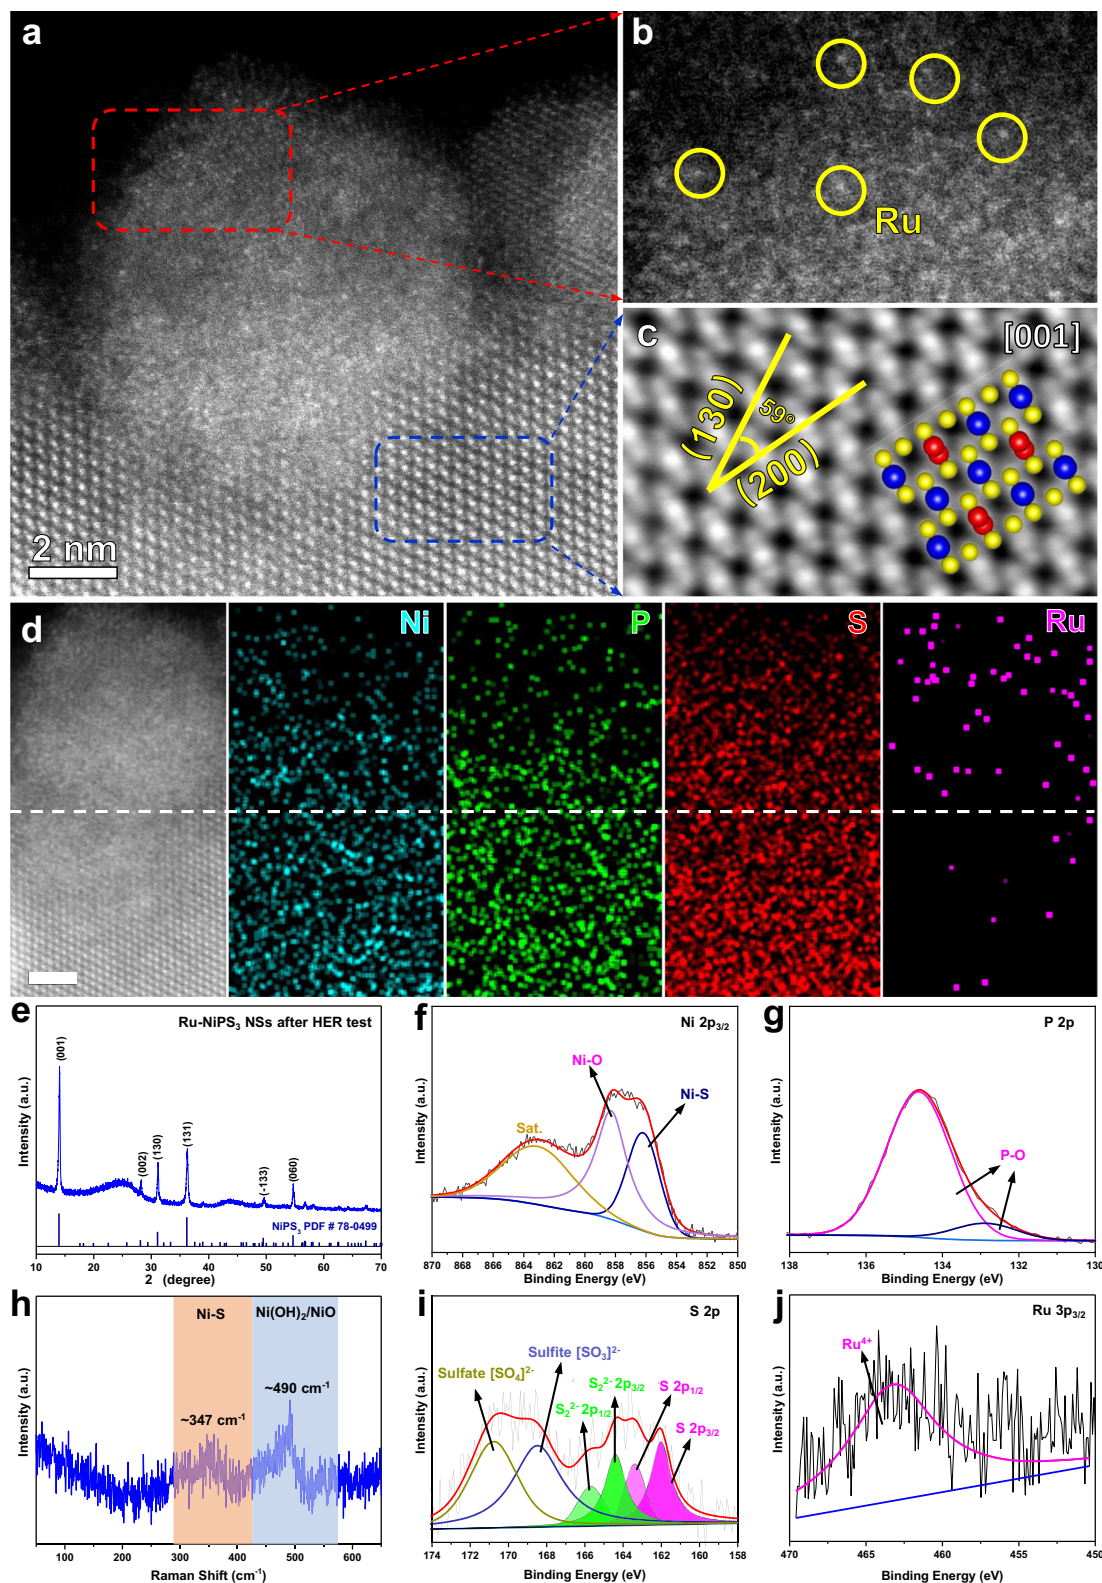 a
2 nm
b
Ru
c
[001]
(130)
59°
(200)
d
Ni
P
S
Ru
e
Ru-NiPS3 NSs after HER test
(001)
(002)
(130)
(131)
(-133)
(060)
NiPS3 PDF # 78-0499
Intensity (a.u.)
10 20 30 40 50 60 70
2 (degree)
f
Ni 2p3/2
Ni-O
Ni-S
Sat.
Intensity (a.u.)
870 868 866 864 862 860 858 856 854 852 850
Binding Energy (eV)
g
P 2p
P-O
Intensity (a.u.)
138 136 134 132 130
Binding Energy (eV)
h
Ni-S
Ni(OH)2/NiO
~490 cm-1
~347 cm-1
Intensity (a.u.)
100 200 300 400 500 600
Raman Shift (cm-1)
i
S 2p
Sulfite [SO3]2-
Sulfate [SO4]2-
S22- 2p3/2
S22- 2p1/2
S 2p1/2
S 2p3/2
Intensity (a.u.)
174 172 170 168 166 164 162 160 158
Binding Energy (eV)
j
Ru 3p3/2
Ru4+
Intensity (a.u.)
470 465 460 455 450
Binding Energy (eV)